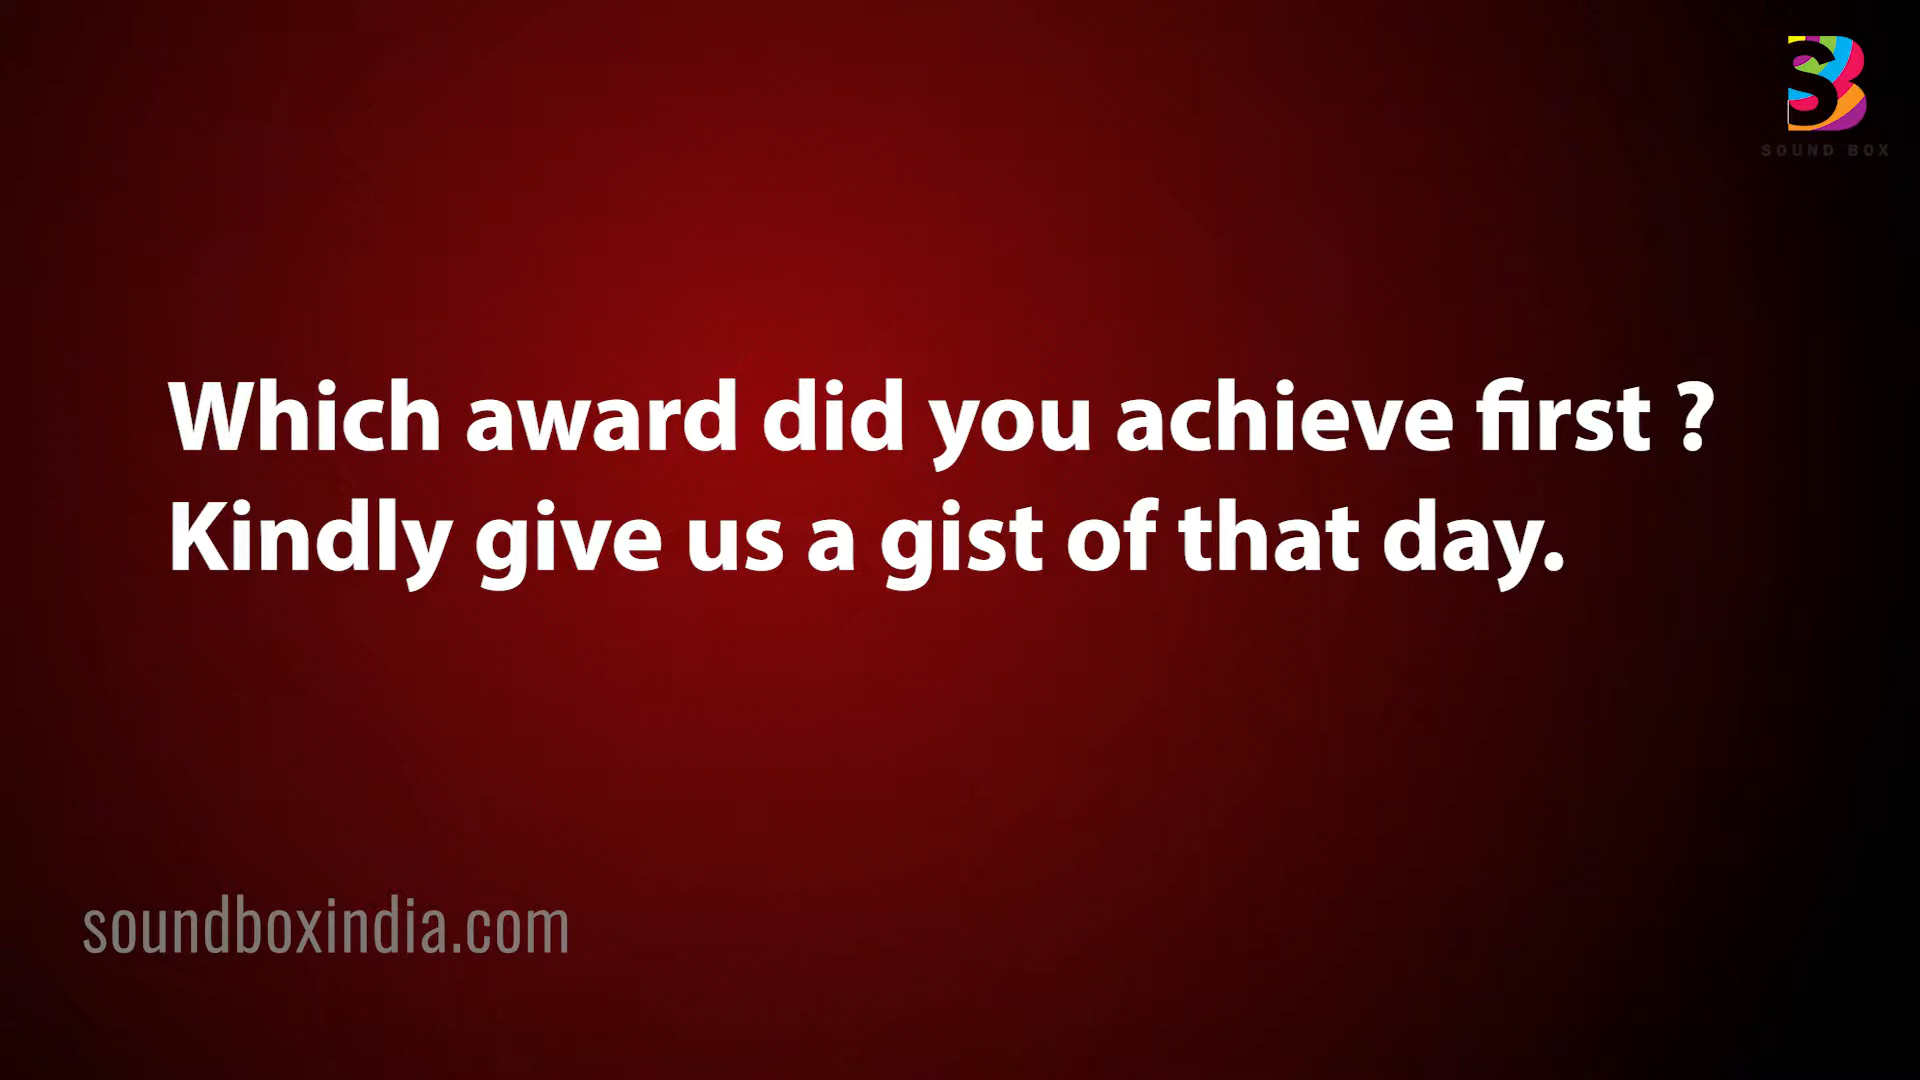 SOUND BOX
Which award did you achieve first ?
Kindly give us a gist of that day.
soundboxindia.com